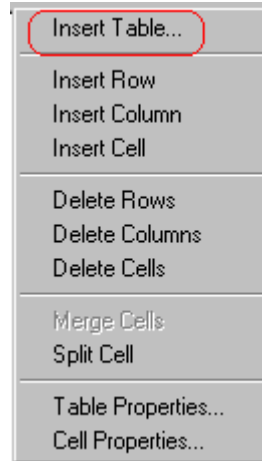 Insert Table...
Insert Row
Insert Column
Insert Cell
Delete Rows
Delete Columns
Delete Cells
Merge Cells
Split Cell
Table Properties...
Cell Properties...